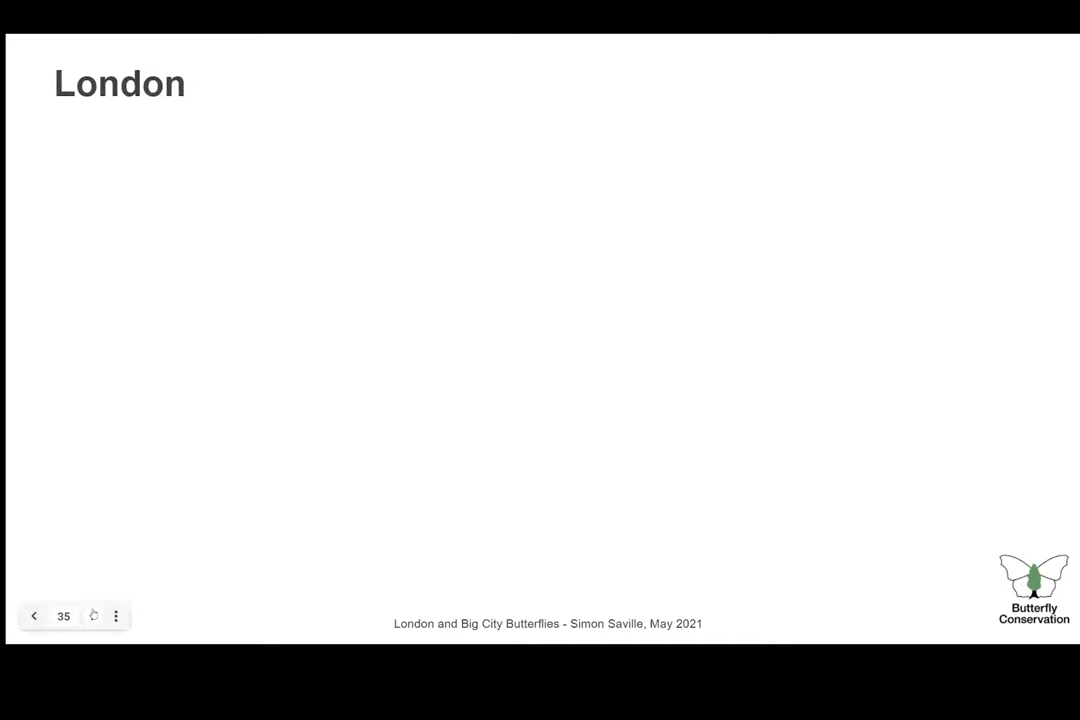 London
35
London and Big City Butterflies - Simon Saville, May 2021
Butterfly
Conservation